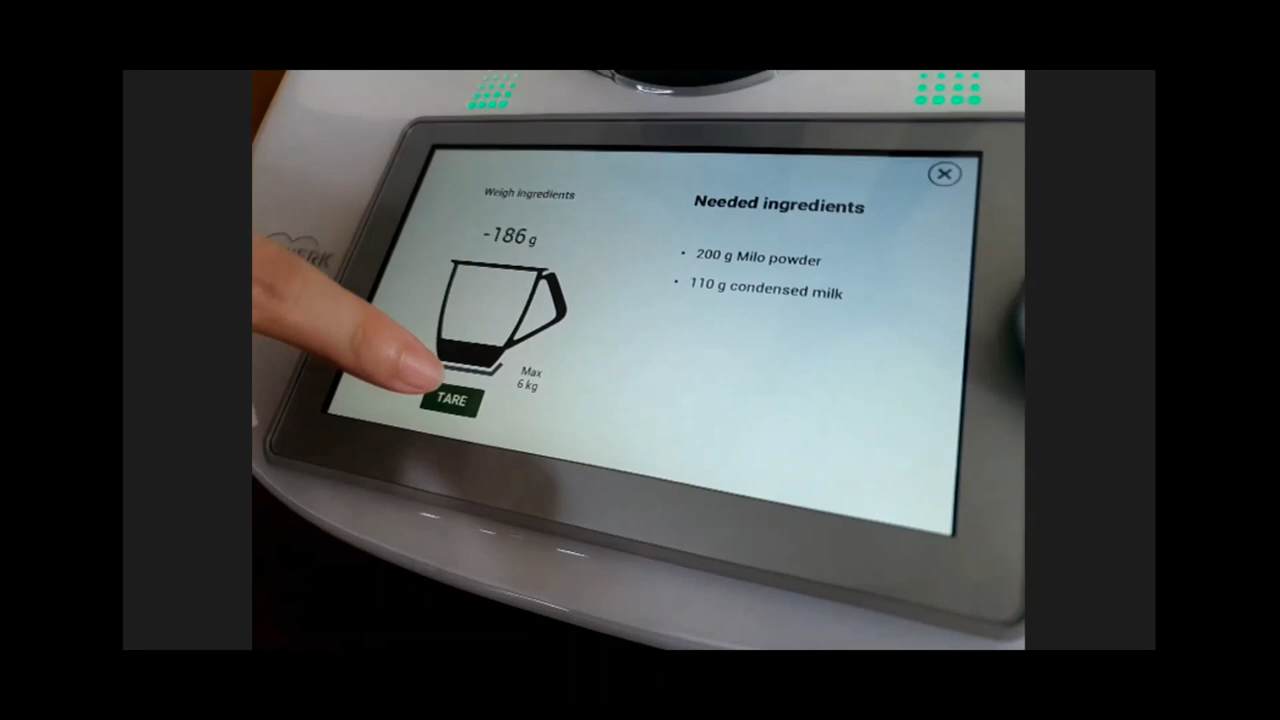 Weigh ingredients
-186 g
Max
6 kg
TARE
Needed ingredients
• 200 g Milo powder
• 110 g condensed milk